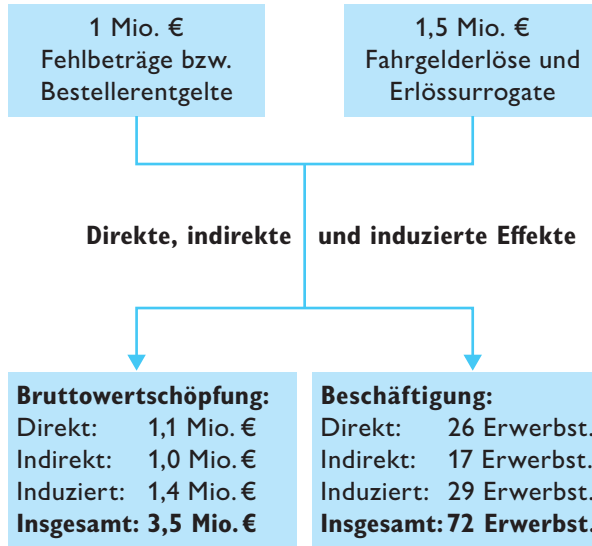 1 Mio. €
Fehlbeträge bzw.
Bestellerentgelte
1,5 Mio. €
Fahrgelderlöse und
Erlössurrogate
Direkte, indirekte und induzierte Effekte
Bruttowertschöpfung:
Direkt: 1,1 Mio. €
Indirekt: 1,0 Mio. €
Induziert: 1,4 Mio. €
Insgesamt: 3,5 Mio. €
Beschäftigung:
Direkt: 26 Erwerbst.
Indirekt: 17 Erwerbst.
Induziert: 29 Erwerbst.
Insgesamt: 72 Erwerbst.